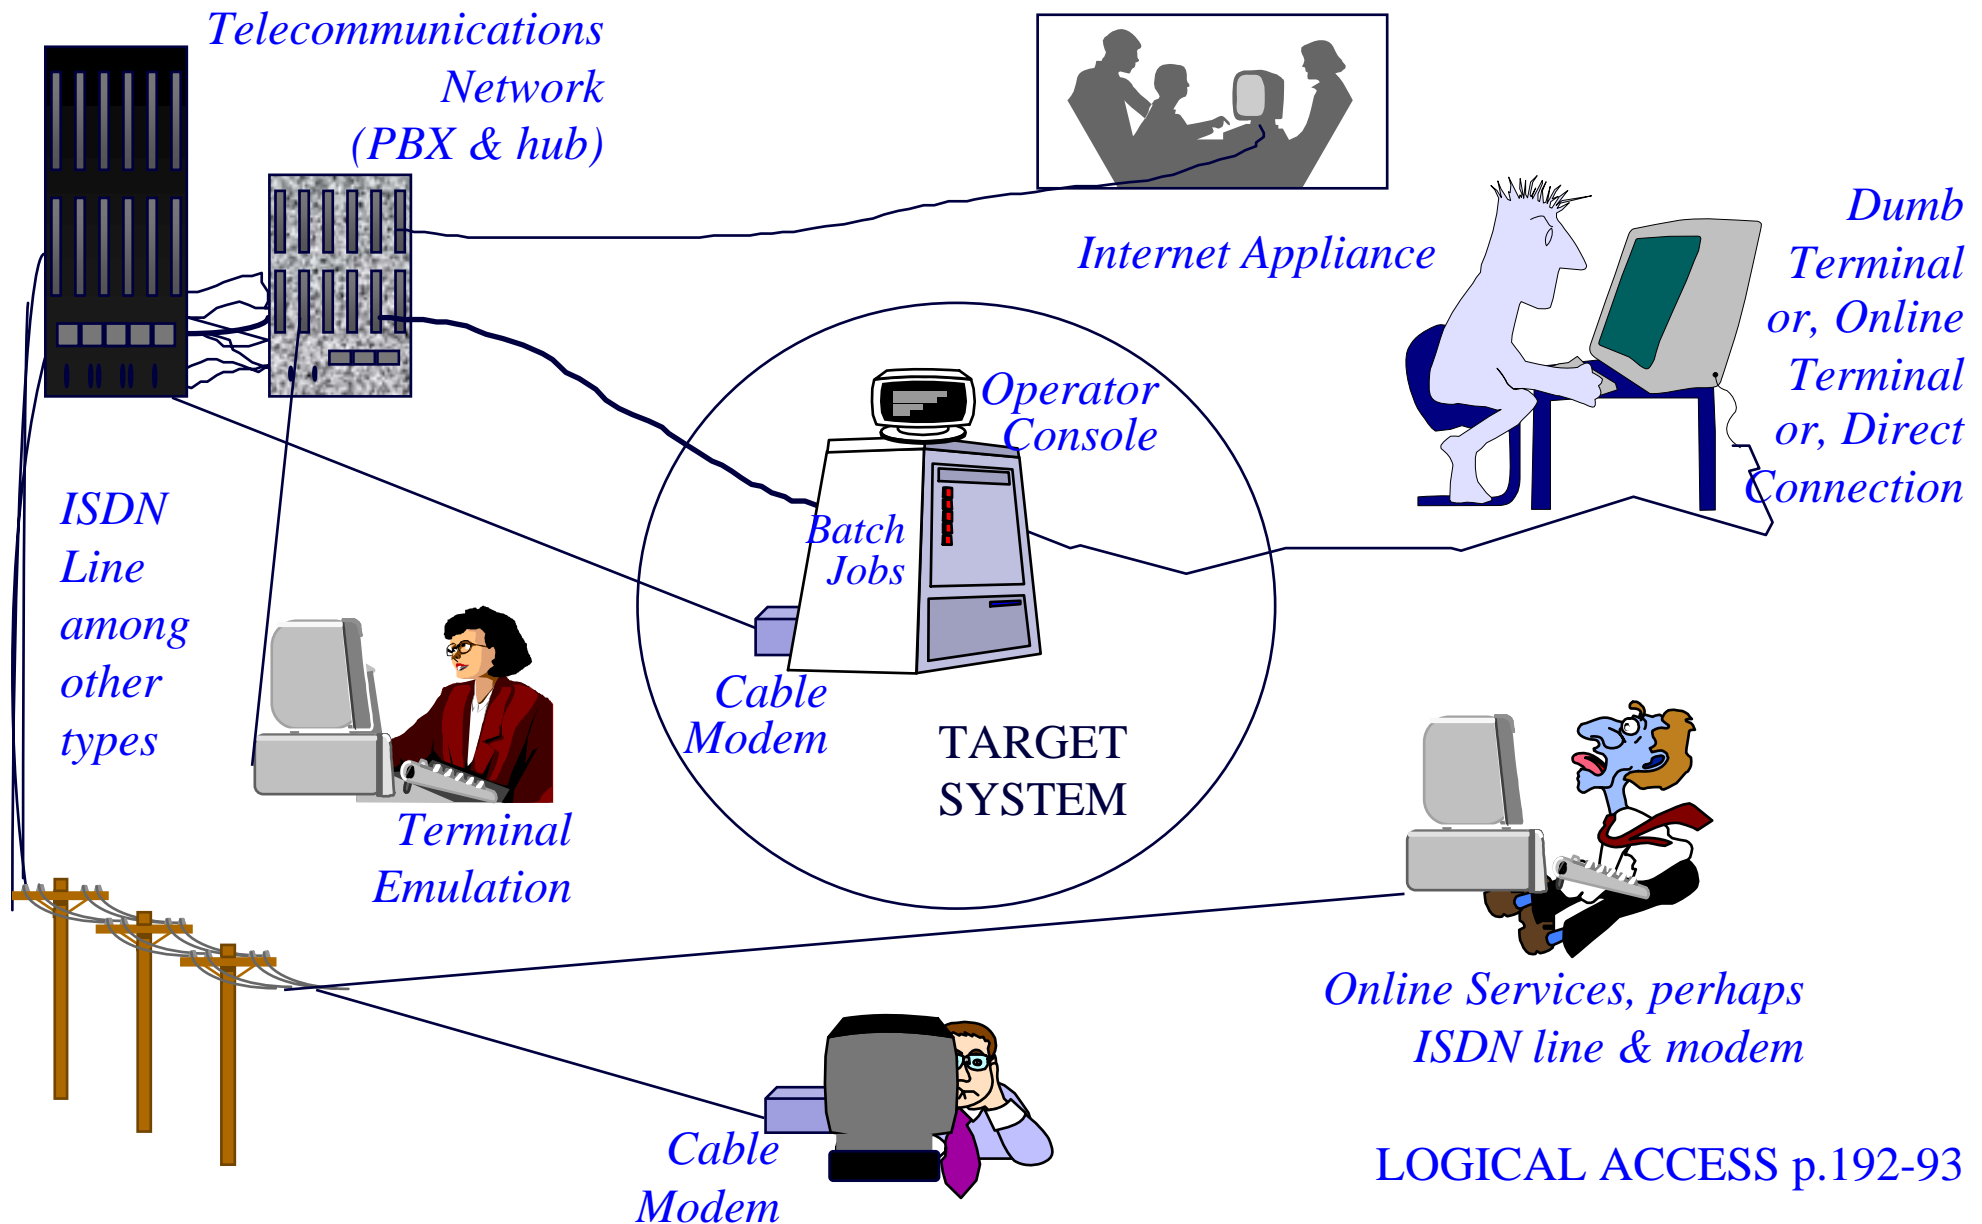 Telecommunications
Network
(PBX & hub)
Internet Appliance
Dumb
Terminal
or, Online
Terminal
or, Direct
Connection
Operator
Console
Batch
Jobs
ISDN
Line
among
other
types
Cable
Modem
TARGET
SYSTEM
Terminal
Emulation
Online Services, perhaps
ISDN line & modem
Cable
Modem
LOGICAL ACCESS p.192-93